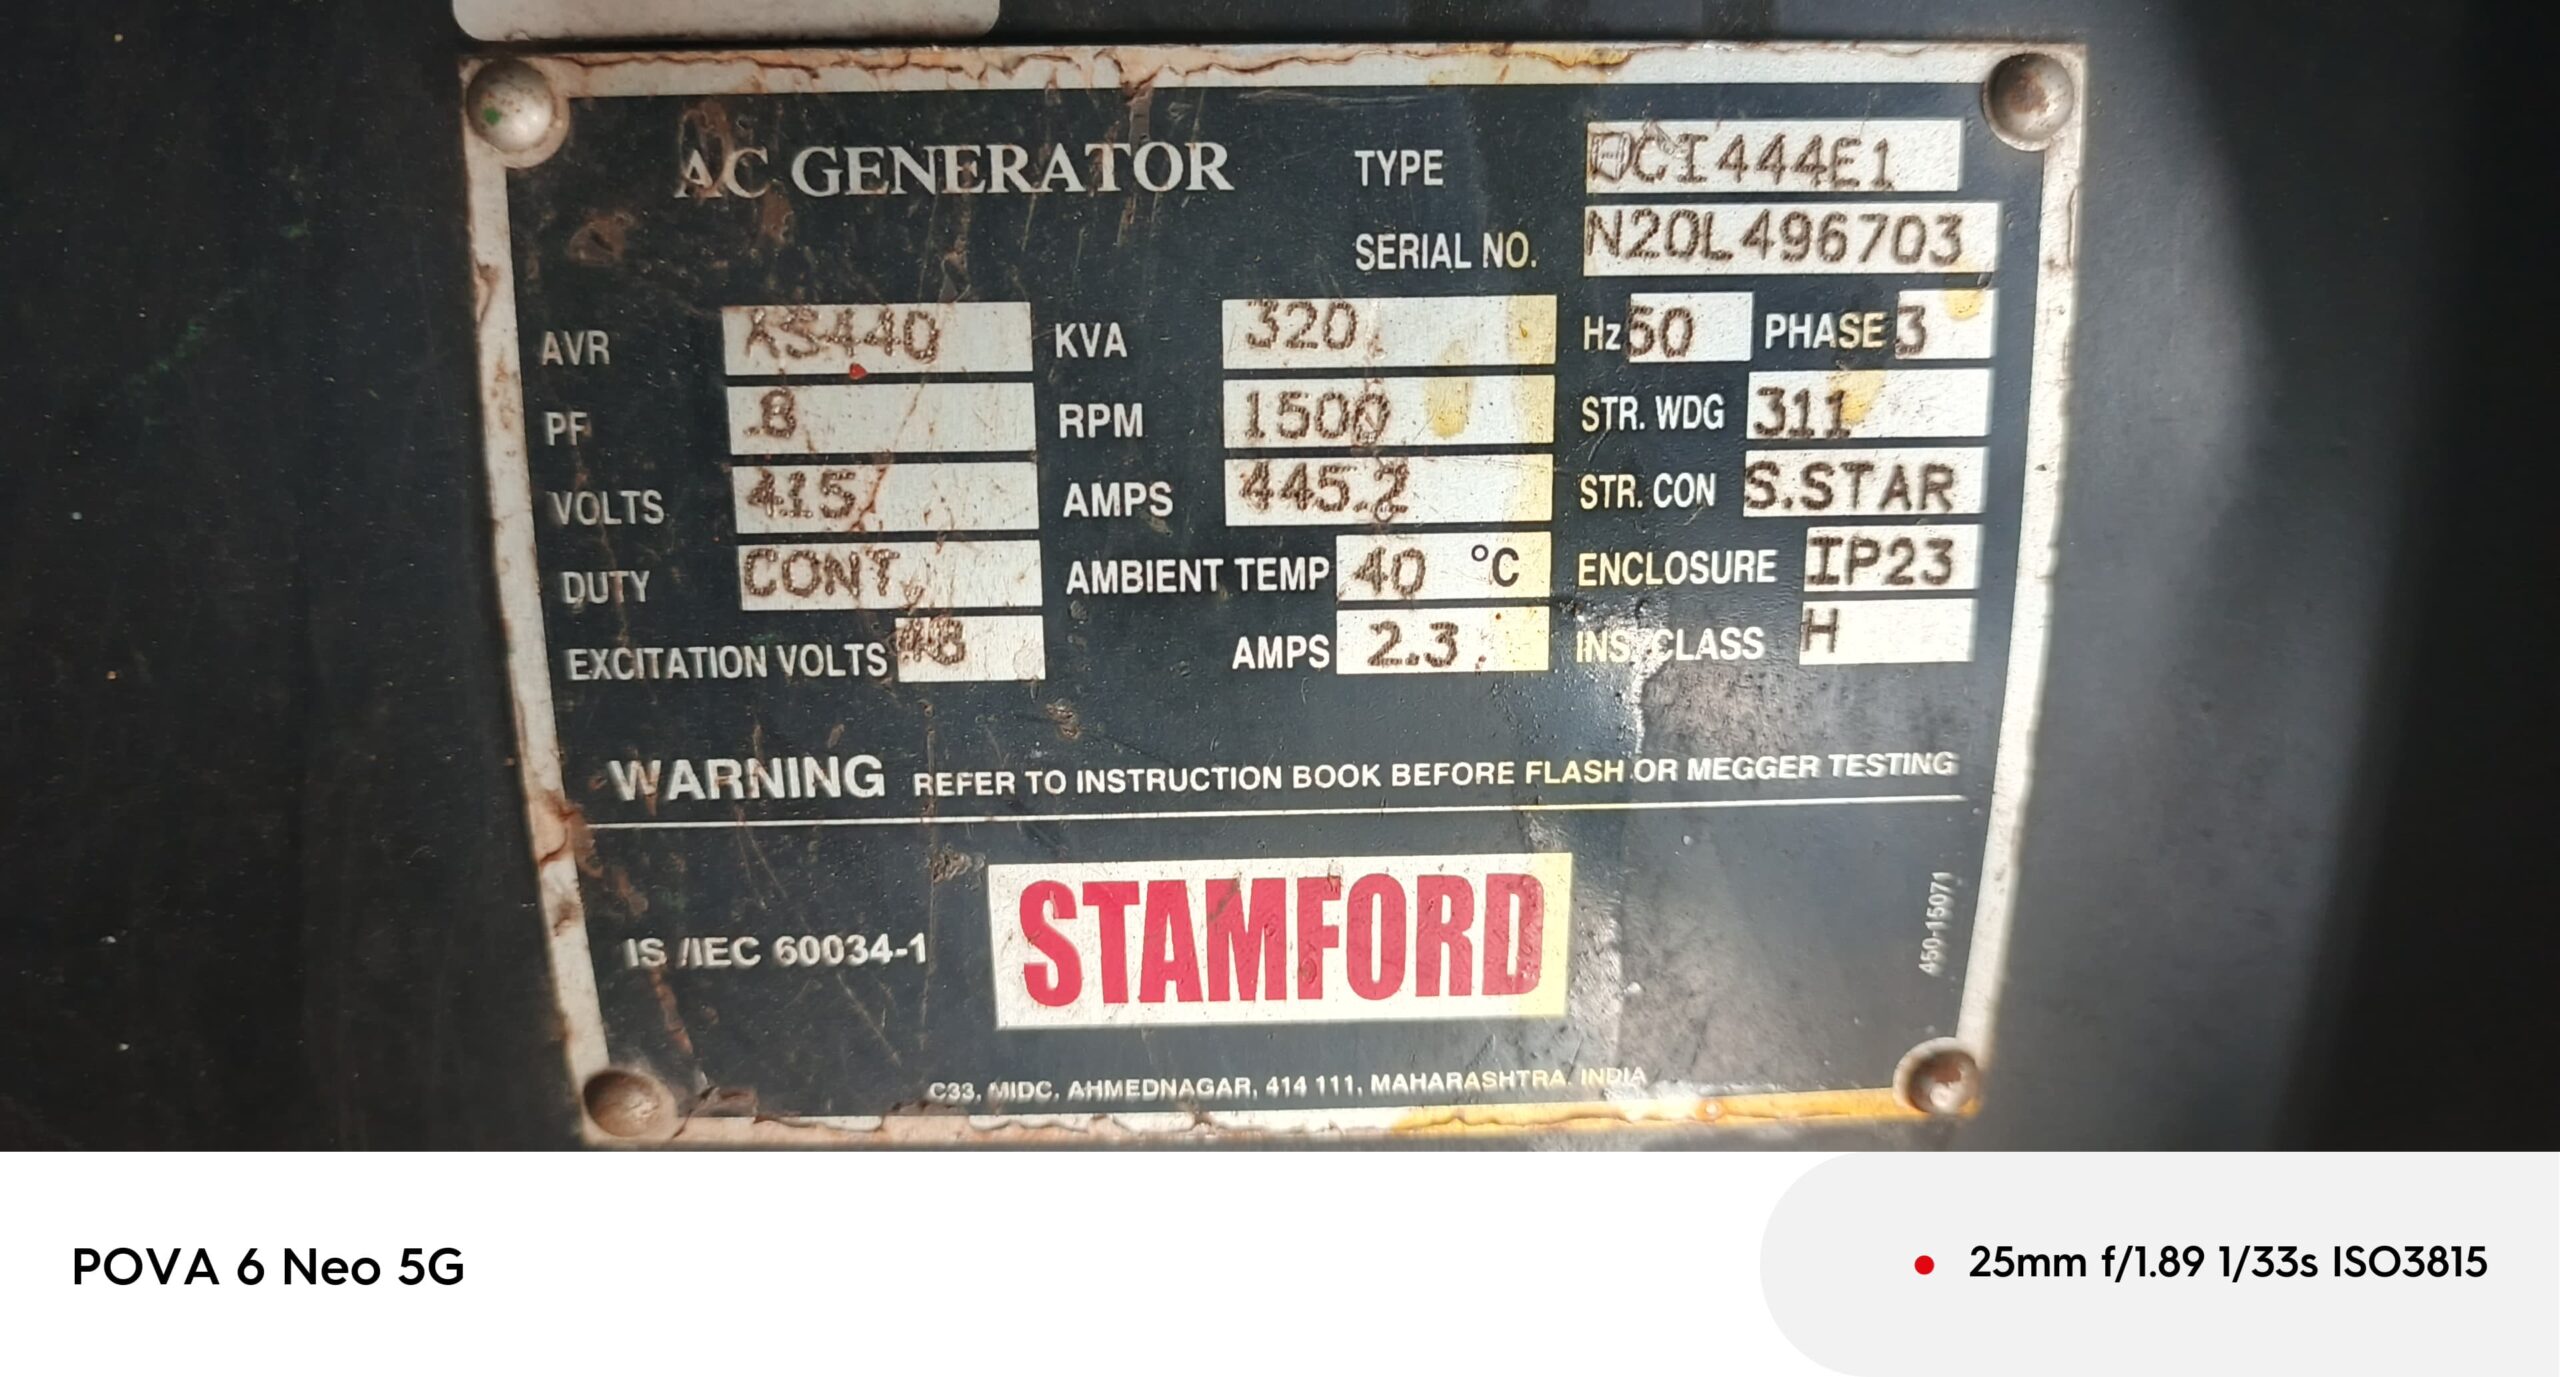 AC GENERATOR TYPE HCI444E1
SERIAL NO. N20L496703
AVR AS440 KVA 320 Hz 50 PHASE 3
PF .8 RPM 1500 STR. WDG 311
VOLTS 415 AMPS 445.2 STR. CON S.STAR
DUTY CONT. AMBIENT TEMP 40 °C ENCLOSURE IP23
EXCITATION VOLTS 48 AMPS 2.3 INS. CLASS H
WARNING REFER TO INSTRUCTION BOOK BEFORE FLASH OR MEGGER TESTING
IS /IEC 60034-1 STAMFORD
450-15071
C33, MIDC, AHMEDNAGAR, 414 111, MAHARASHTRA. INDIA
POVA 6 Neo 5G
25mm f/1.89 1/33s ISO3815